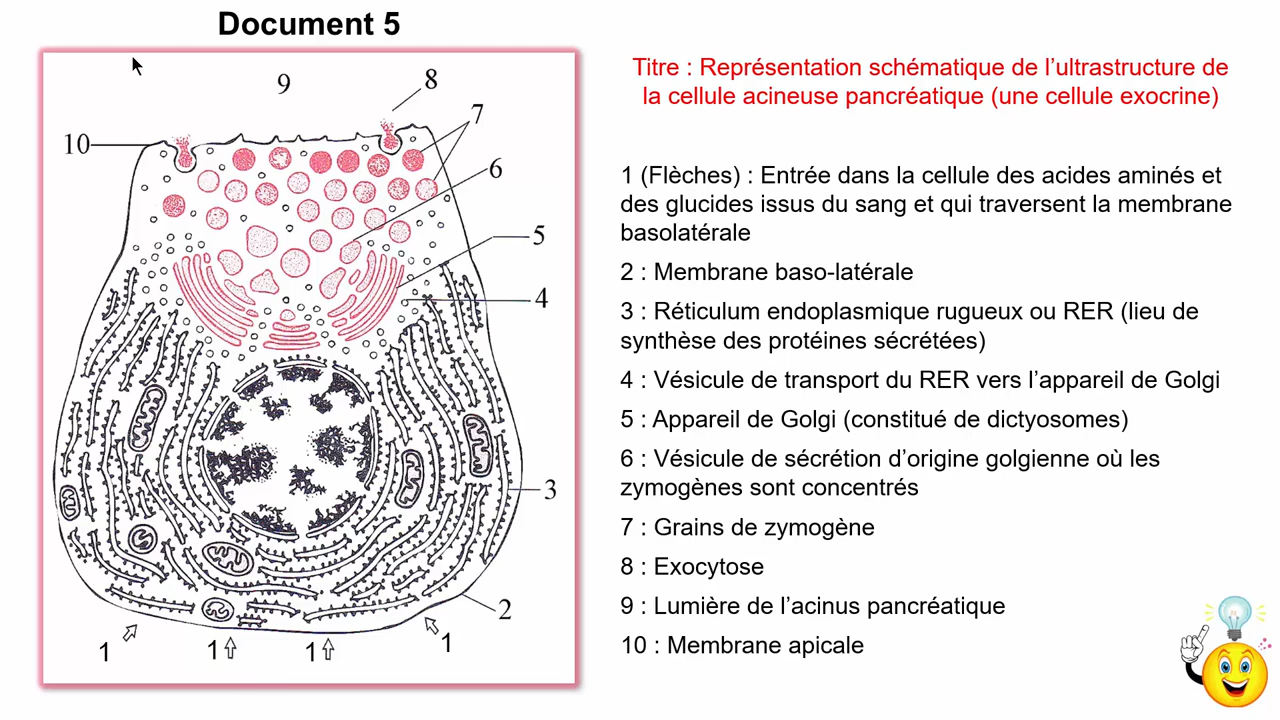 Document 5
9
8
7
10
6
5
4
3
2
1
1
1
1
Titre : Représentation schématique de l’ultrastructure de
la cellule acineuse pancréatique (une cellule exocrine)
1 (Flèches) : Entrée dans la cellule des acides aminés et
des glucides issus du sang et qui traversent la membrane
basolatérale
2 : Membrane baso-latérale
3 : Réticulum endoplasmique rugueux ou RER (lieu de
synthèse des protéines sécrétées)
4 : Vésicule de transport du RER vers l’appareil de Golgi
5 : Appareil de Golgi (constitué de dictyosomes)
6 : Vésicule de sécrétion d’origine golgienne où les
zymogènes sont concentrés
7 : Grains de zymogène
8 : Exocytose
9 : Lumière de l’acinus pancréatique
10 : Membrane apicale